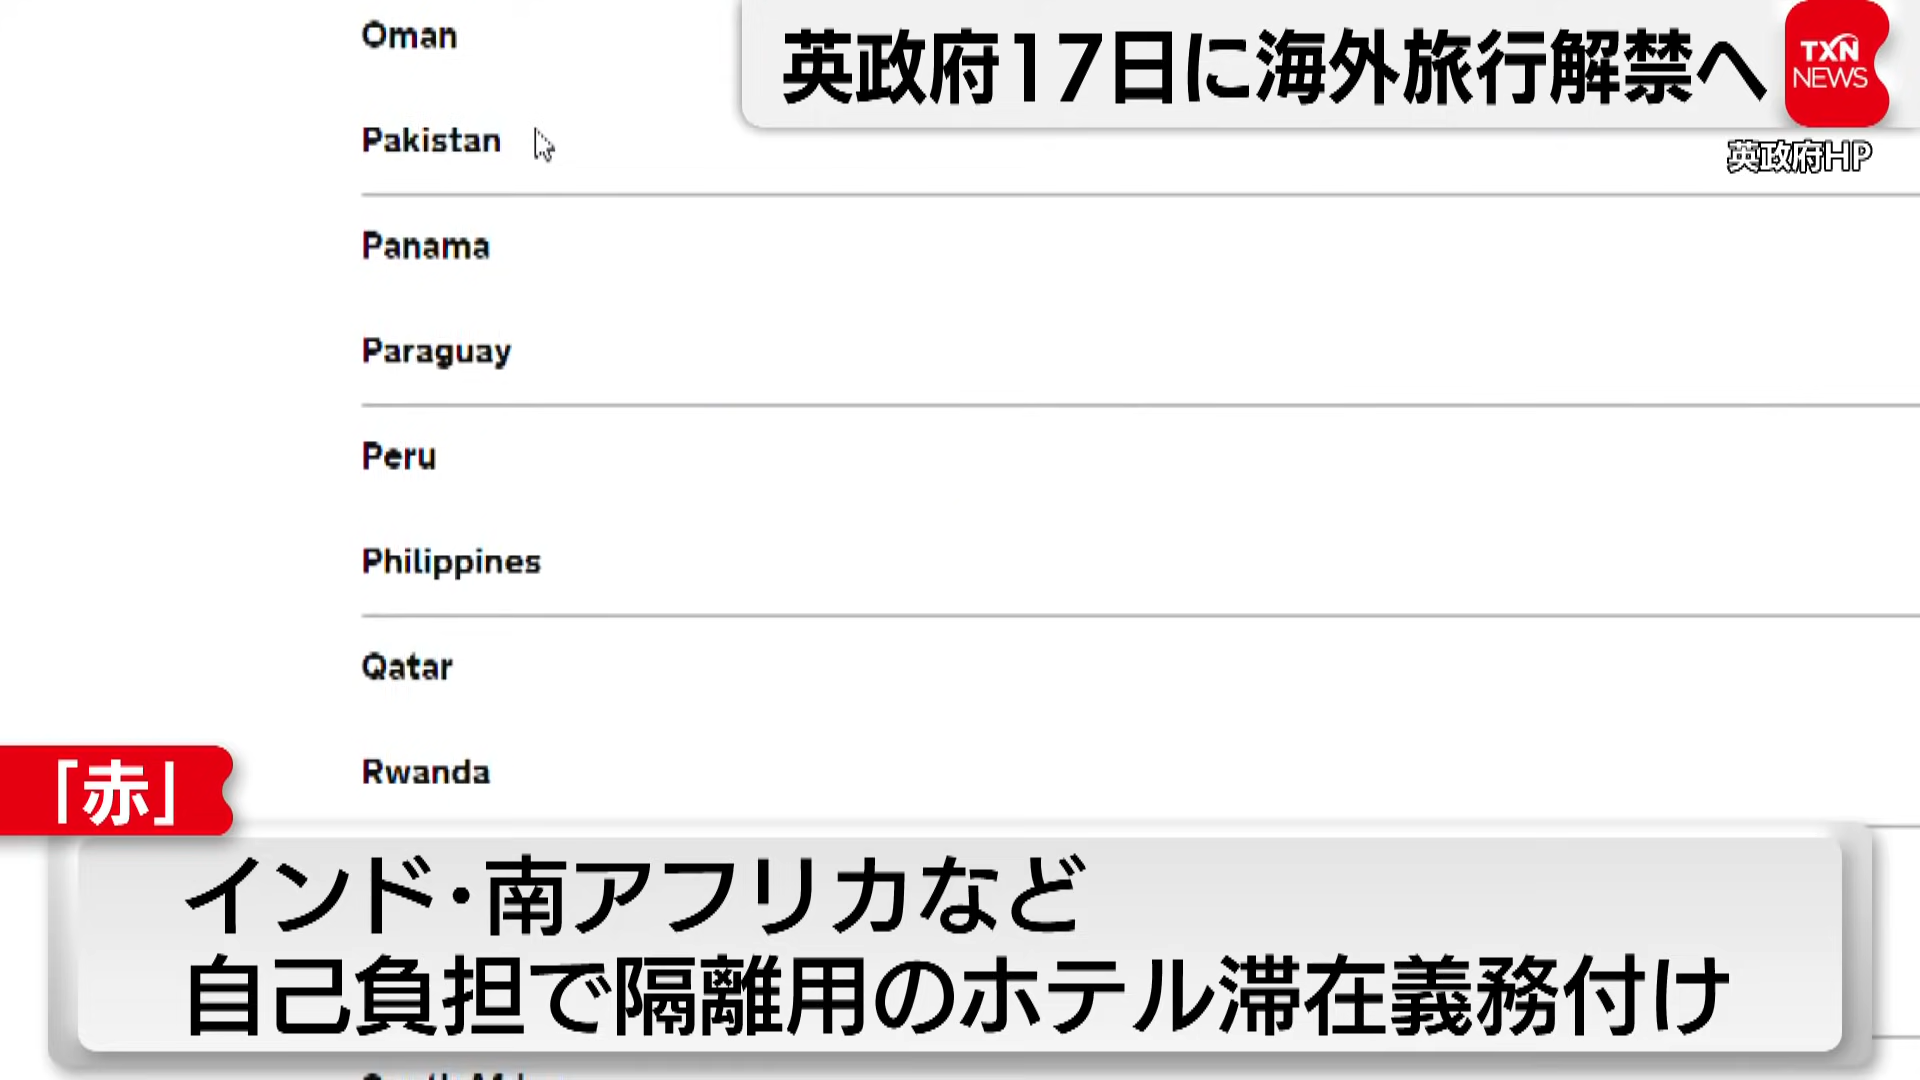 英政府17日に海外旅行解禁へ
TXN
NEWS
英政府HP
Oman
Pakistan
Panama
Paraguay
Peru
Philippines
Qatar
Rwanda
「赤」
インド・南アフリカなど
自己負担で隔離用のホテル滞在義務付け